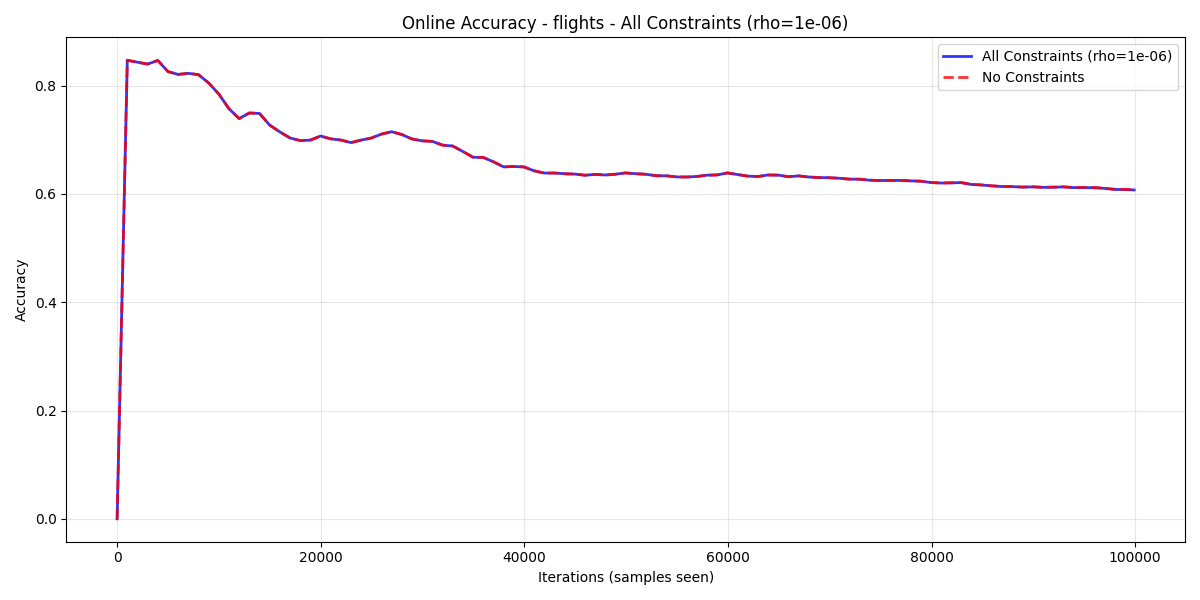 Online Accuracy - flights - All Constraints (rho=1e-06)
All Constraints (rho=1e-06)
No Constraints
Accuracy
0.8
0.6
0.4
0.2
0.0
0 20000 40000 60000 80000 100000
Iterations (samples seen)